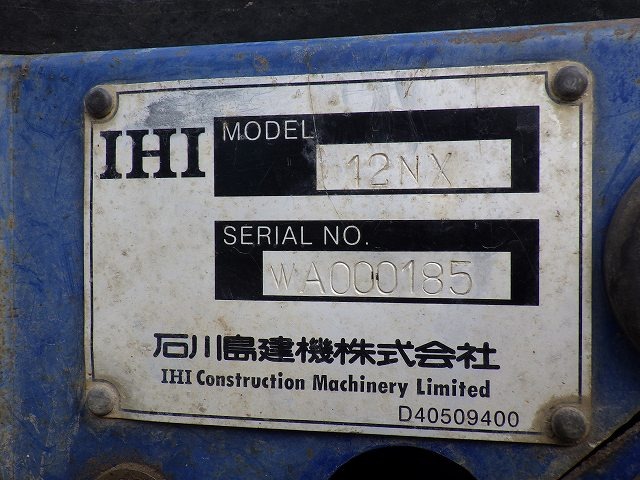 IHI
MODEL
12NX
SERIAL NO.
WA000185
石川島建機株式会社
IHI Construction Machinery Limited
D40509400